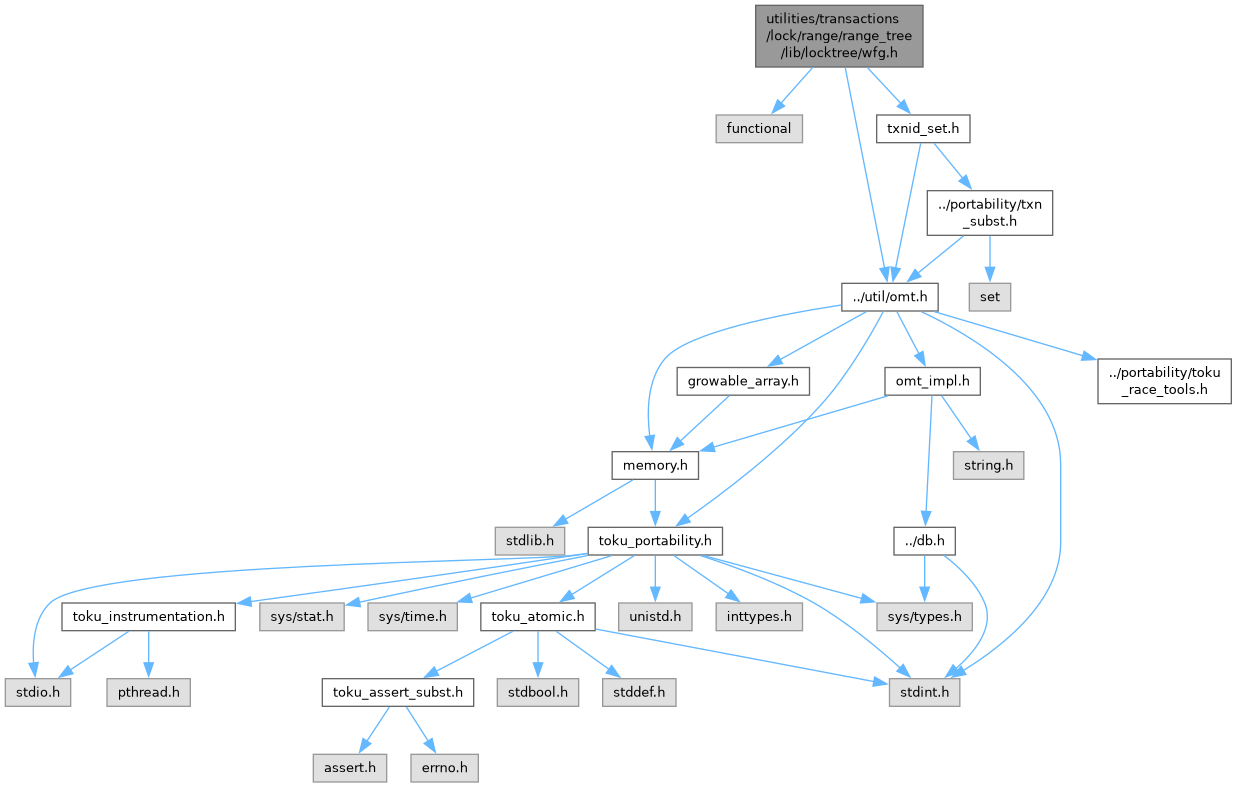 utilities/transactions
/lock/range/range_tree
/lib/locktree/wfg.h
functional
txnid_set.h
../portability/txn
_subst.h
../util/omt.h
set
growable_array.h
omt_impl.h
../portability/toku
_race_tools.h
memory.h
string.h
stdlib.h
toku_portability.h
../db.h
toku_instrumentation.h
sys/stat.h
sys/time.h
toku_atomic.h
unistd.h
inttypes.h
sys/types.h
stdio.h
pthread.h
toku_assert_subst.h
stdbool.h
stddef.h
stdint.h
assert.h
errno.h